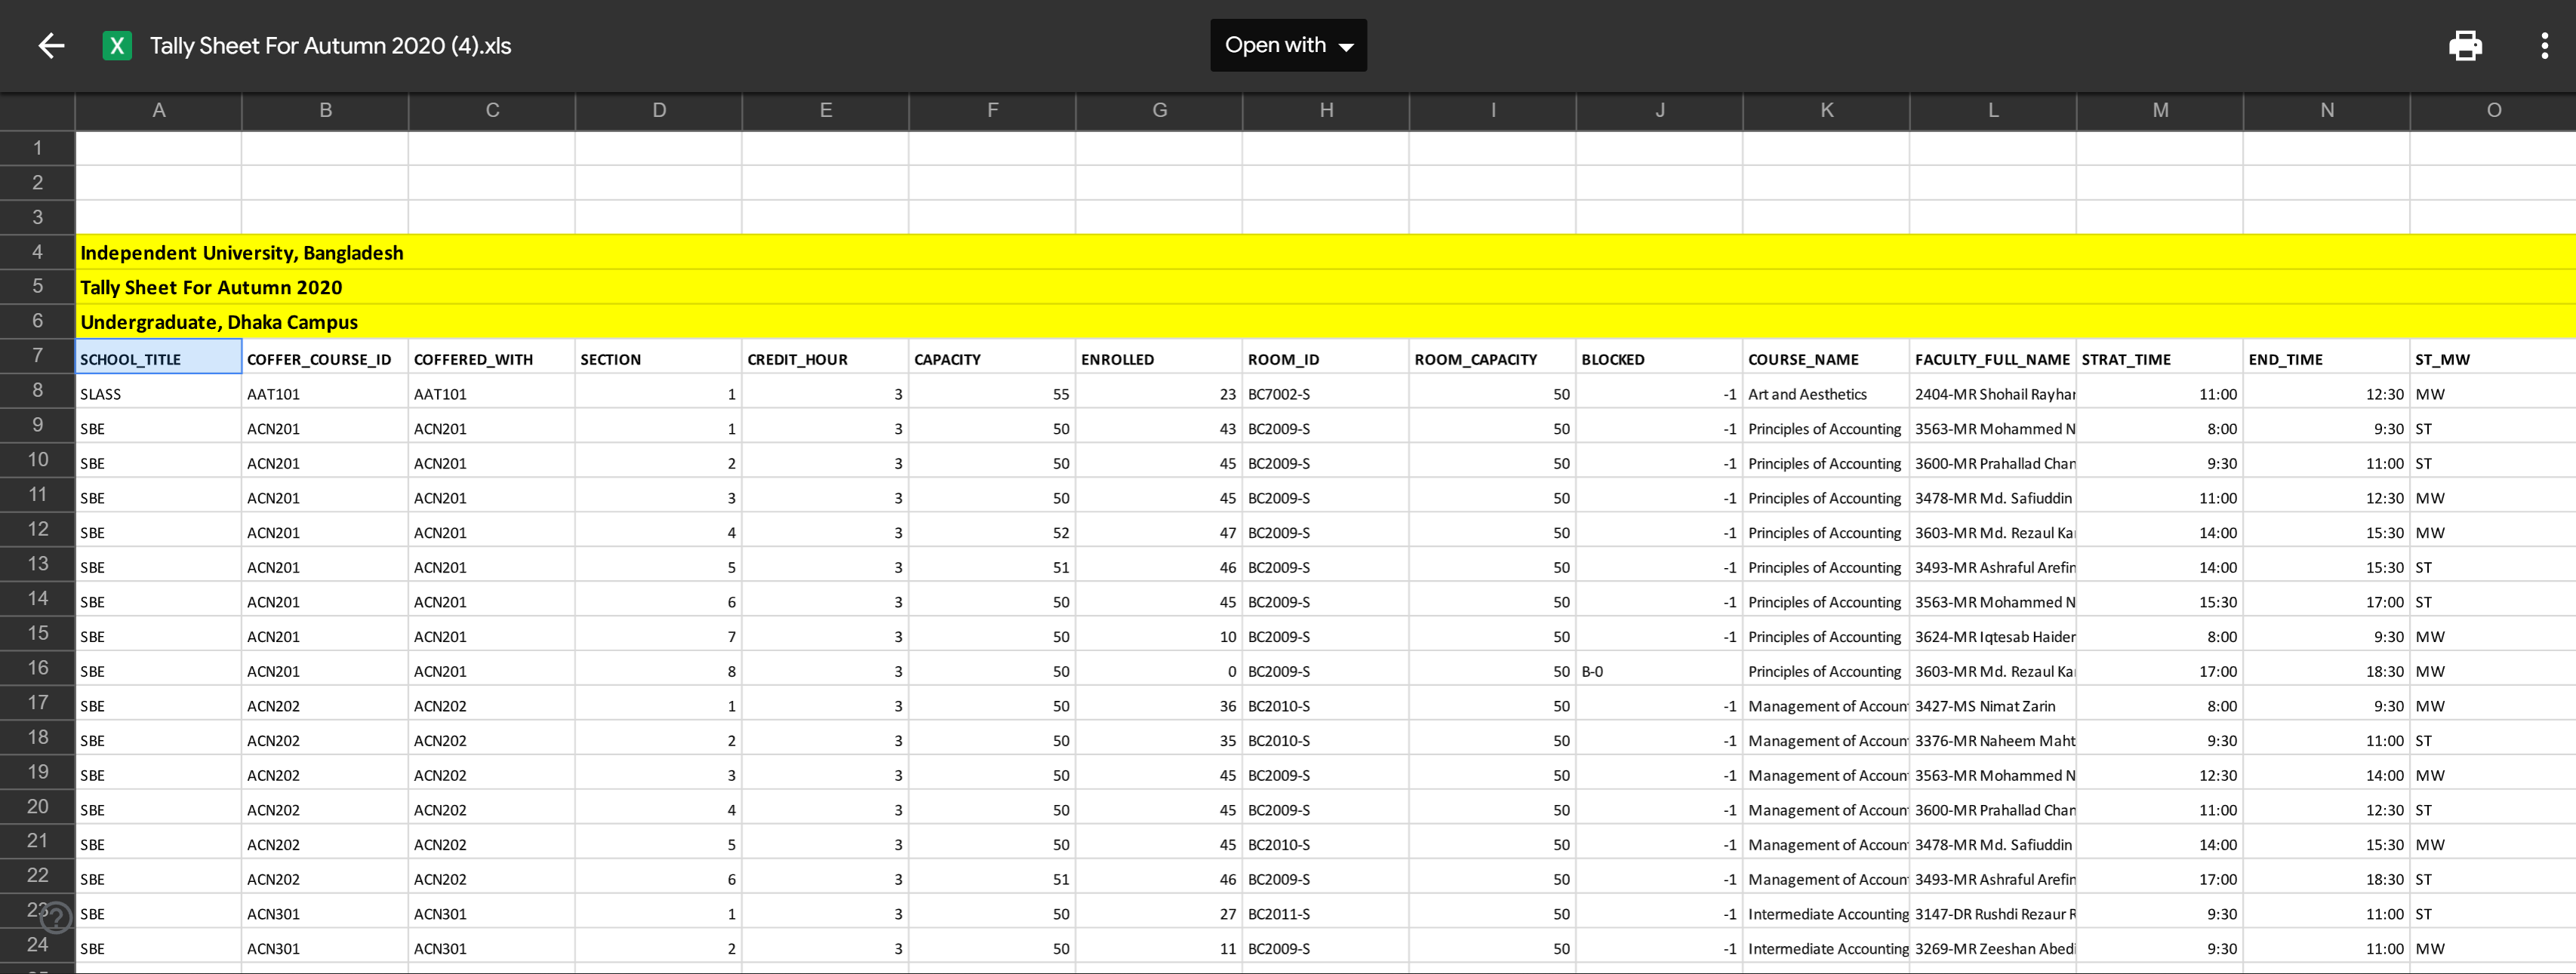 Tally Sheet For Autumn 2020 (4).xls Open with
A B C D E F G H I J K L M N O
1
2
3
4 Independent University, Bangladesh
5 Tally Sheet For Autumn 2020
6 Undergraduate, Dhaka Campus
7 SCHOOL_TITLE COFFER_COURSE_ID COFFERED_WITH SECTION CREDIT_HOUR CAPACITY ENROLLED ROOM_ID ROOM_CAPACITY BLOCKED COURSE_NAME FACULTY_FULL_NAME STRAT_TIME END_TIME ST_MW
8 SLASS AAT101 AAT101 1 3 55 23 BC7002-S 50 -1 Art and Aesthetics 2404-MR Shohail Rayhan 11:00 12:30 MW
9 SBE ACN201 ACN201 1 3 50 43 BC2009-S 50 -1 Principles of Accounting 3563-MR Mohammed N 8:00 9:30 ST
10 SBE ACN201 ACN201 2 3 50 45 BC2009-S 50 -1 Principles of Accounting 3600-MR Prahallad Chan 9:30 11:00 ST
11 SBE ACN201 ACN201 3 3 50 45 BC2009-S 50 -1 Principles of Accounting 3478-MR Md. Safiuddin 11:00 12:30 MW
12 SBE ACN201 ACN201 4 3 52 47 BC2009-S 50 -1 Principles of Accounting 3603-MR Md. Rezaul Ka 14:00 15:30 MW
13 SBE ACN201 ACN201 5 3 51 46 BC2009-S 50 -1 Principles of Accounting 3493-MR Ashraful Arefin 14:00 15:30 ST
14 SBE ACN201 ACN201 6 3 50 45 BC2009-S 50 -1 Principles of Accounting 3563-MR Mohammed N 15:30 17:00 ST
15 SBE ACN201 ACN201 7 3 50 10 BC2009-S 50 -1 Principles of Accounting 3624-MR Iqtesab Haider 8:00 9:30 MW
16 SBE ACN201 ACN201 8 3 50 0 BC2009-S 50 B-0 Principles of Accounting 3603-MR Md. Rezaul Ka 17:00 18:30 MW
17 SBE ACN202 ACN202 1 3 50 36 BC2010-S 50 -1 Management of Accoun 3427-MS Nimat Zarin 8:00 9:30 MW
18 SBE ACN202 ACN202 2 3 50 35 BC2010-S 50 -1 Management of Accoun 3376-MR Naheem Maht 9:30 11:00 ST
19 SBE ACN202 ACN202 3 3 50 45 BC2009-S 50 -1 Management of Accoun 3563-MR Mohammed N 12:30 14:00 MW
20 SBE ACN202 ACN202 4 3 50 45 BC2009-S 50 -1 Management of Accoun 3600-MR Prahallad Chan 11:00 12:30 ST
21 SBE ACN202 ACN202 5 3 50 45 BC2010-S 50 -1 Management of Accoun 3478-MR Md. Safiuddin 14:00 15:30 MW
22 SBE ACN202 ACN202 6 3 51 46 BC2009-S 50 -1 Management of Accoun 3493-MR Ashraful Arefin 17:00 18:30 ST
23 SBE ACN301 ACN301 1 3 50 27 BC2011-S 50 -1 Intermediate Accounting 3147-DR Rushdi Rezaur R 9:30 11:00 ST
24 SBE ACN301 ACN301 2 3 50 11 BC2009-S 50 -1 Intermediate Accounting 3269-MR Zeeshan Abedi 9:30 11:00 MW